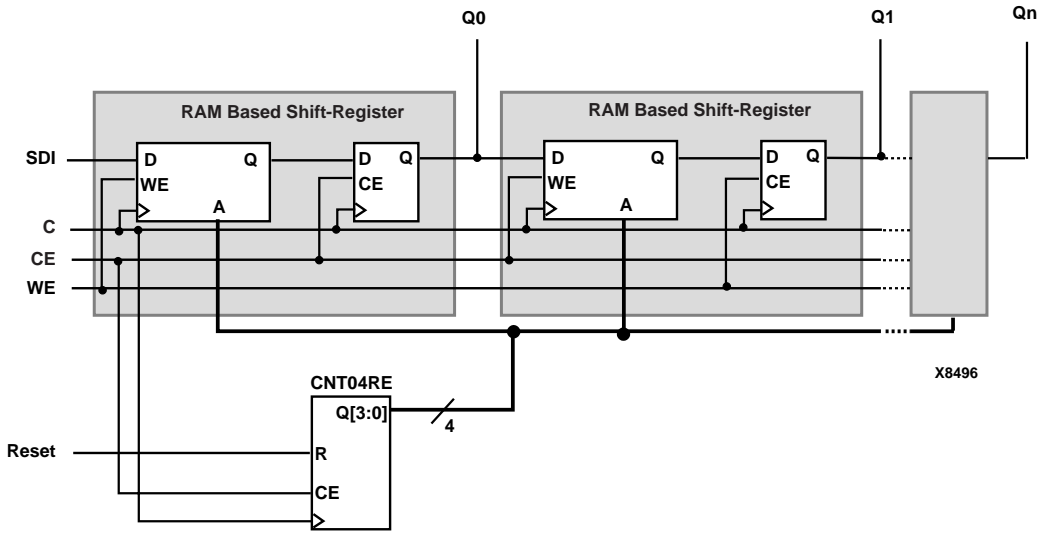 Q0
Q1
Qn
RAM Based Shift-Register
RAM Based Shift-Register
SDI
D
Q
D
Q
D
Q
D
Q
WE
CE
WE
CE
A
A
C
CE
WE
X8496
CNT04RE
Q[3:0]
4
Reset
R
CE